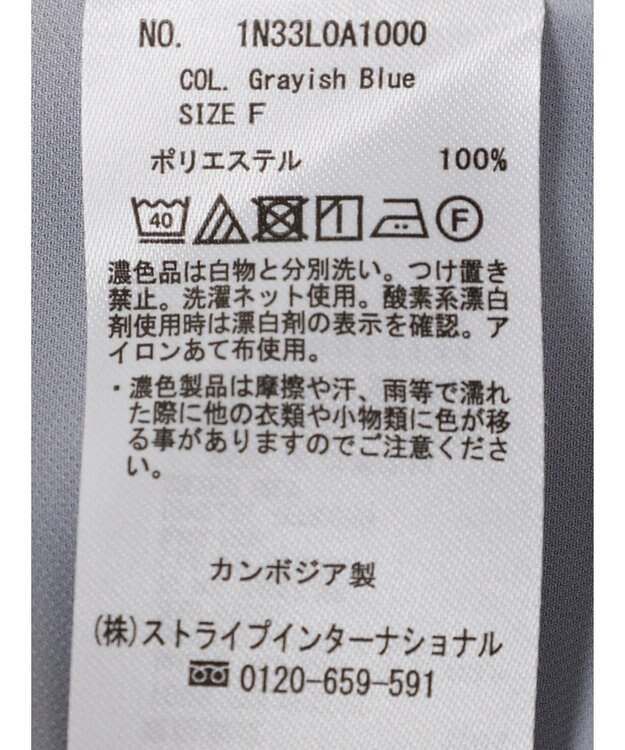 NO. 1N33L0A1000
COL. Grayish Blue
SIZE F
ポリエステル 100%
40 F
濃色品は白物と分別洗い。つけ置き
禁止。洗濯ネット使用。酸素系漂白
剤使用時は漂白剤の表示を確認。ア
イロンあて布使用。
・濃色製品は摩擦や汗、雨等で濡れ
た際に他の衣類や小物類に色が移
る事がありますのでご注意くださ
い。
カンボジア製
(株)ストライプインターナショナル
0120-659-591